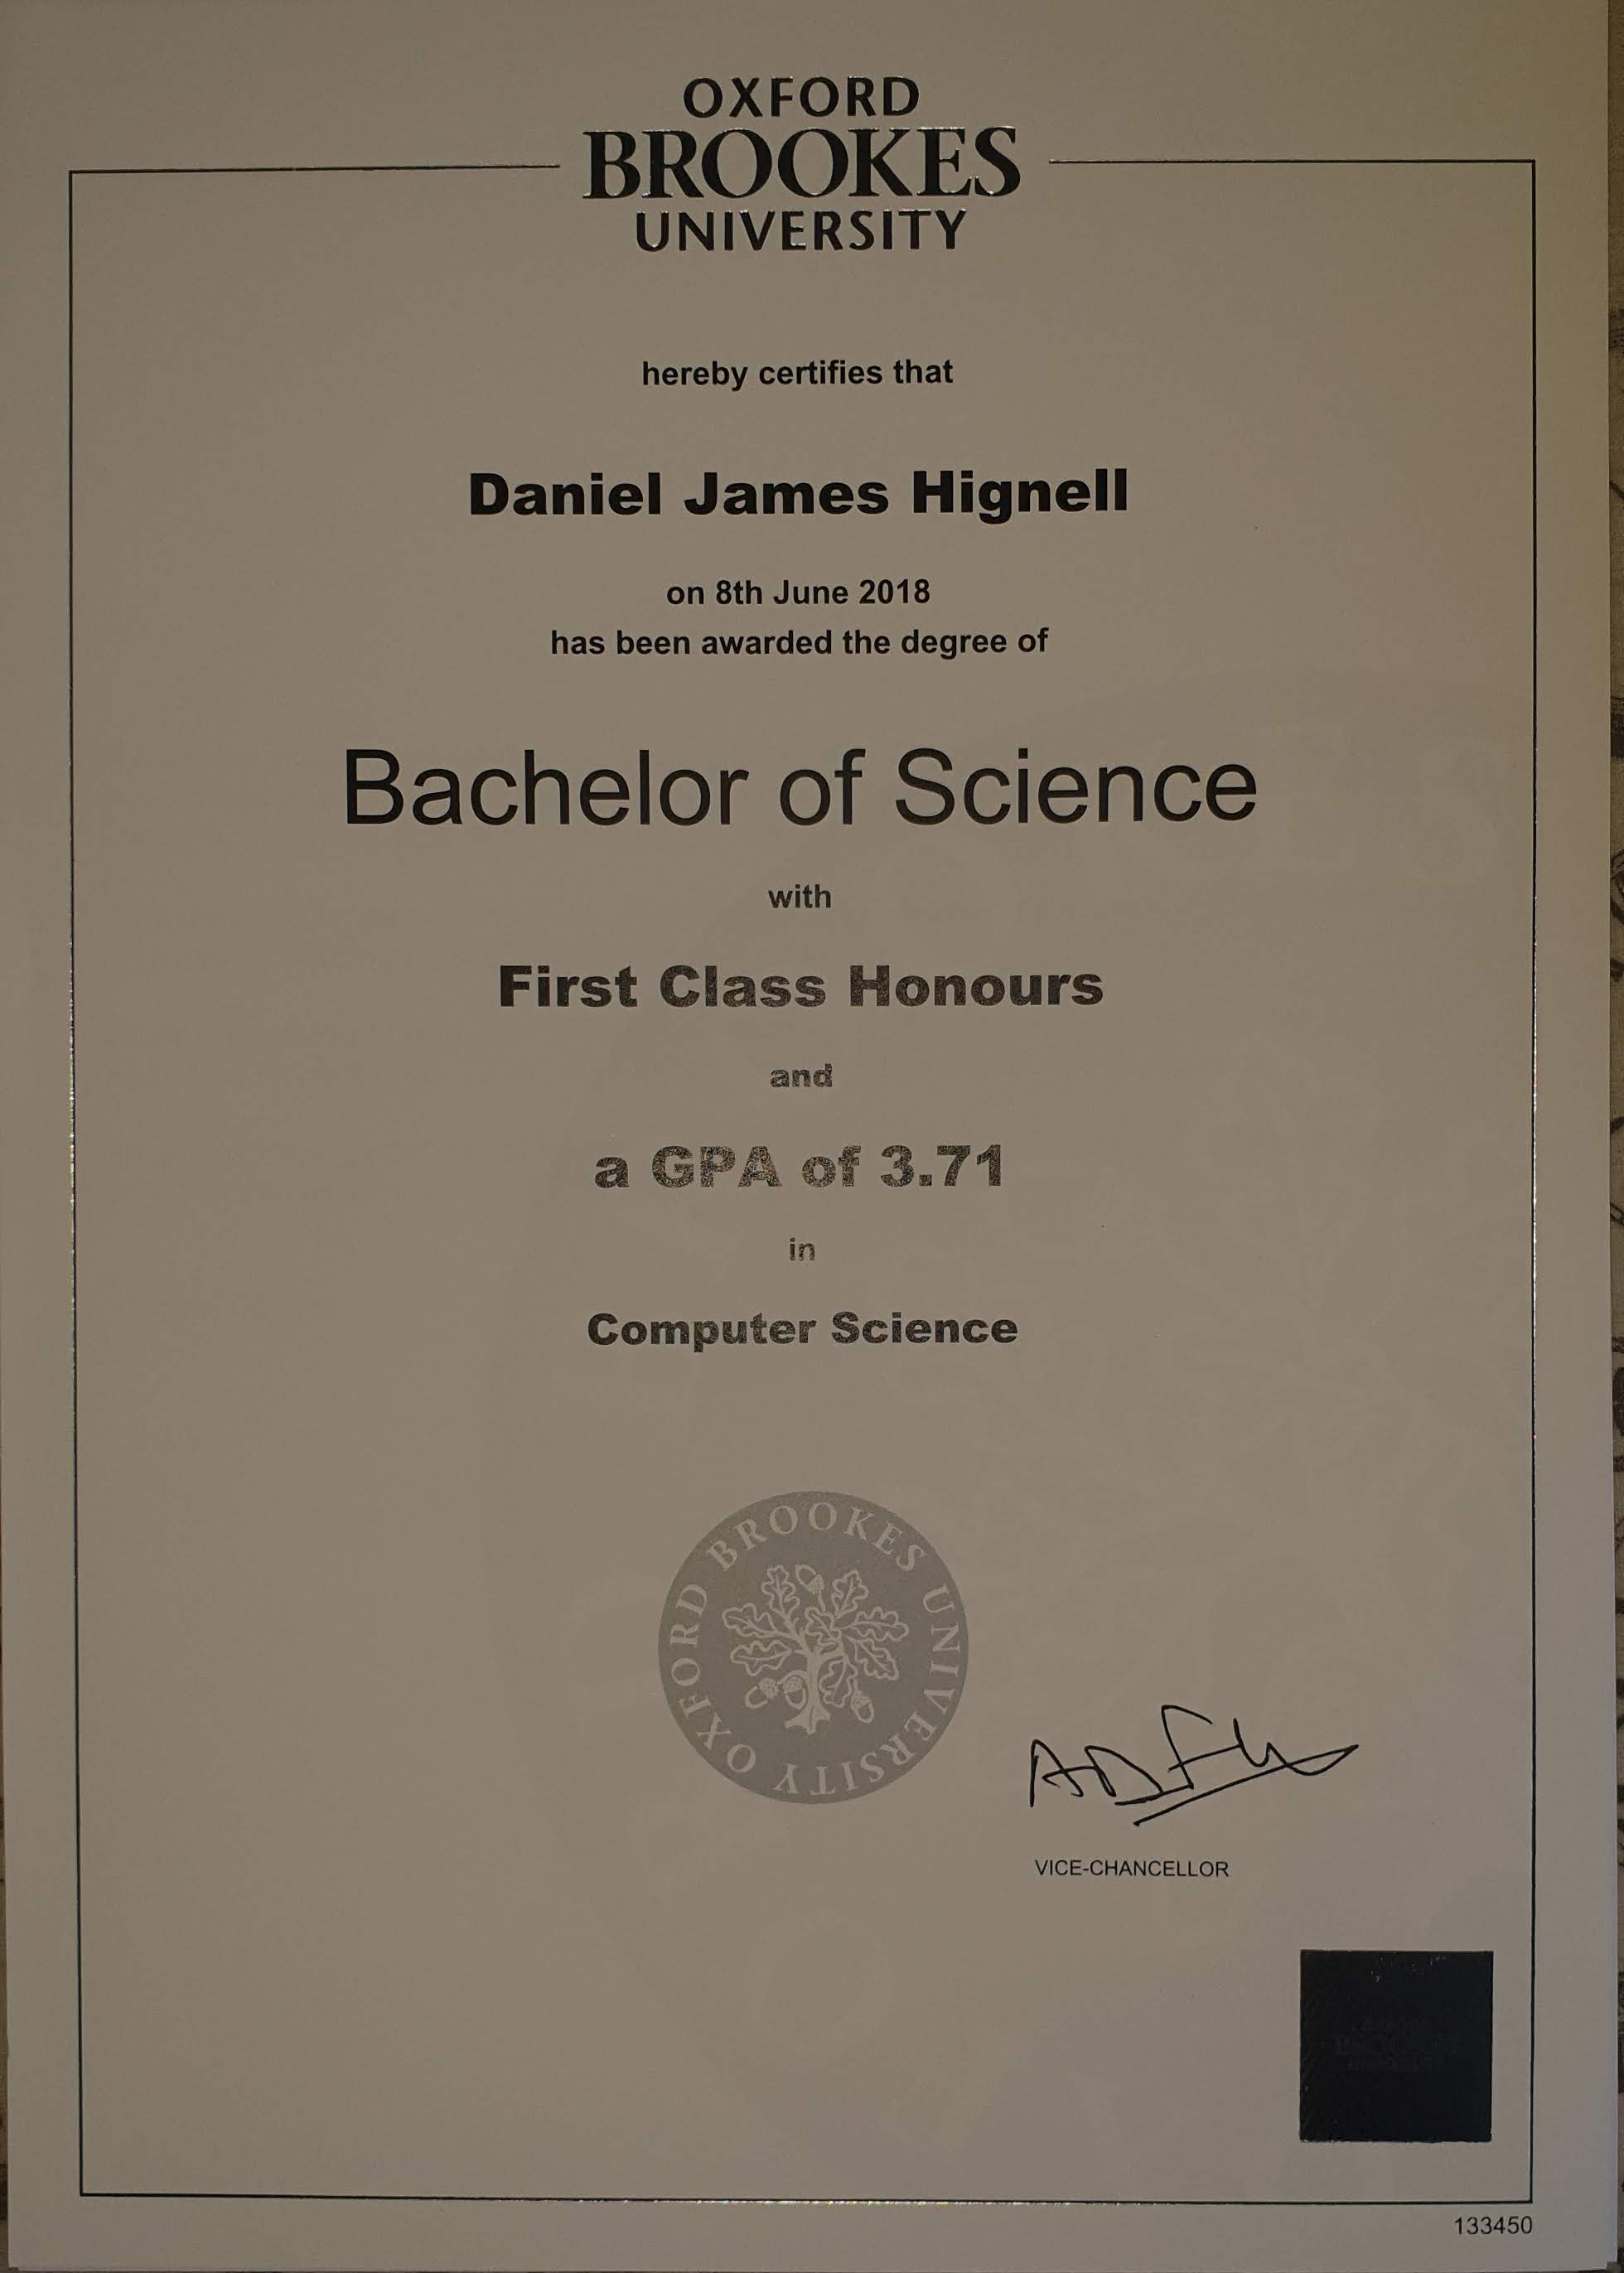 OXFORD
BROOKES
UNIVERSITY
hereby certifies that
Daniel James Hignell
on 8th June 2018
has been awarded the degree of
Bachelor of Science
with
First Class Honours
and
a GPA of 3.71
in
Computer Science
OXFORD BROOKES UNIVERSITY
VICE-CHANCELLOR
133450